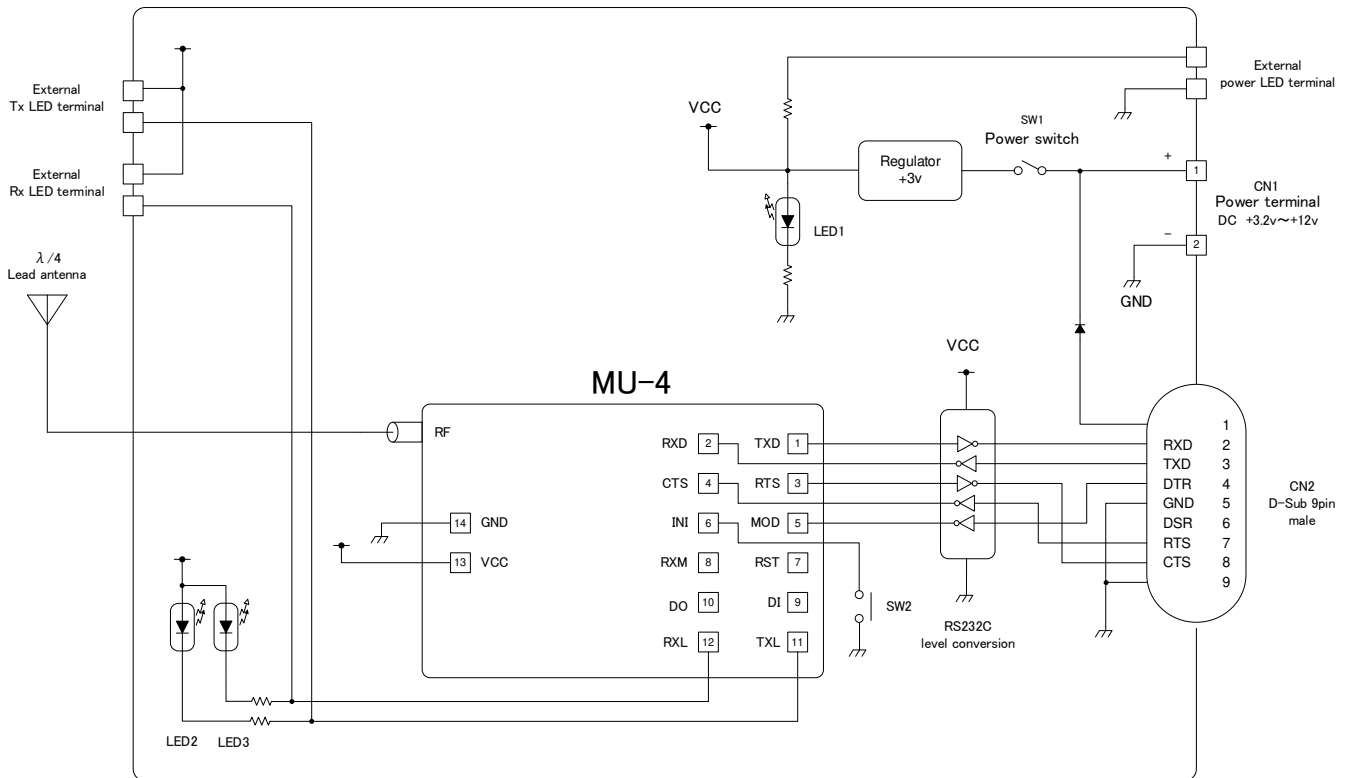 External
Tx LED terminal
External
Rx LED terminal
λ/4
Lead antenna
External
power LED terminal
VCC
SW1
Power switch
Regulator
+3v
LED1
+
1
CN1
Power terminal
DC +3.2v～+12v
−
2
GND
VCC
MU-4
RF
RXD 2 TXD 1
CTS 4 RTS 3
INI 6 MOD 5
RXM 8 RST 7
DO 10 DI 9
RXL 12 TXL 11
14 GND
13 VCC
SW2
RS232C
level conversion
1
RXD 2
TXD 3
DTR 4
GND 5
DSR 6
RTS 7
CTS 8
9
CN2
D-Sub 9pin
male
LED2 LED3